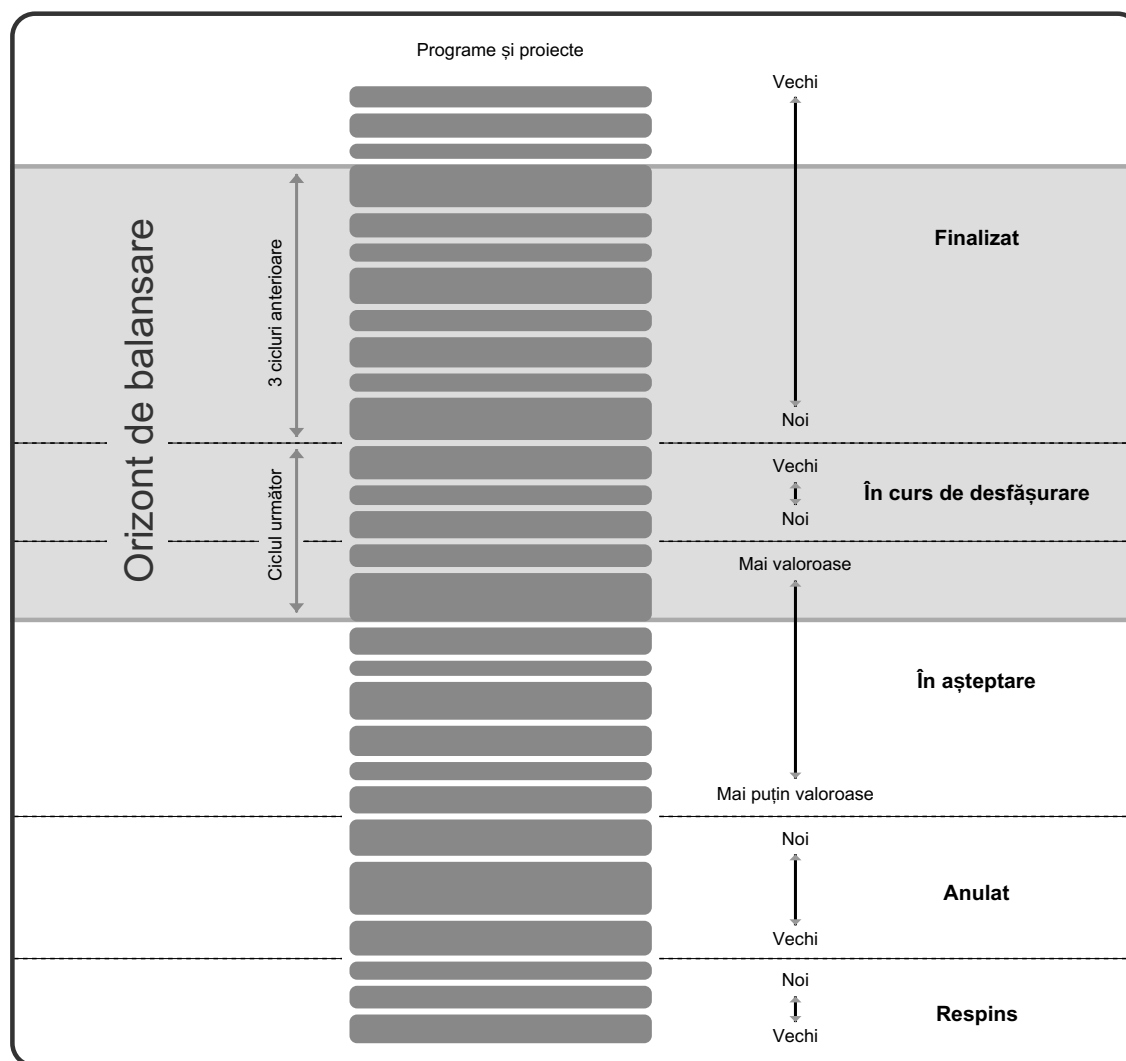 Programe și proiecte
Vechi
Finalizat
Orizont de balansare
3 cicluri anterioare
Noi
Vechi
În curs de desfășurare
Noi
Ciclul următor
Mai valoroase
În așteptare
Mai puțin valoroase
Noi
Anulat
Vechi
Noi
Respins
Vechi